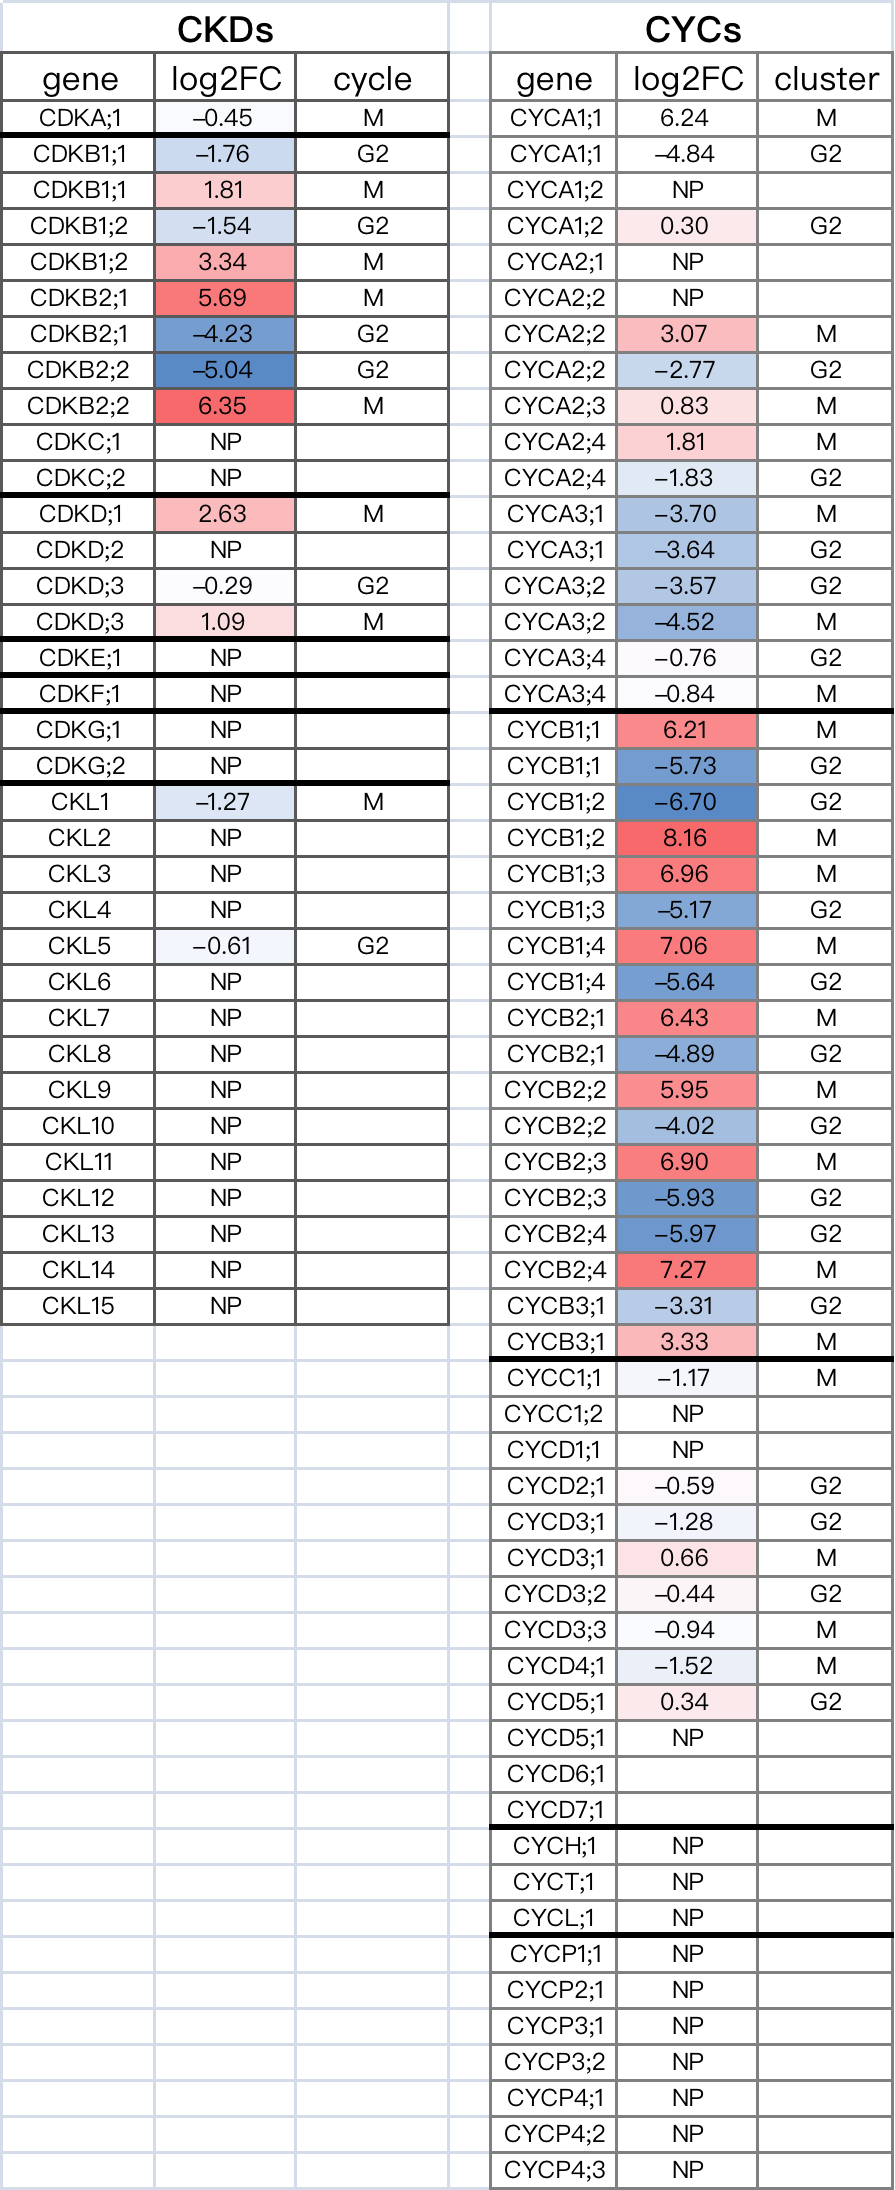 CKDs CYCs
gene log2FC cycle gene log2FC cluster
CDKA;1 –0.45 M CYCA1;1 6.24 M
CDKB1;1 –1.76 G2 CYCA1;1 –4.84 G2
CDKB1;1 1.81 M CYCA1;2 NP
CDKB1;2 –1.54 G2 CYCA1;2 0.30 G2
CDKB1;2 3.34 M CYCA2;1 NP
CDKB2;1 5.69 M CYCA2;2 NP
CDKB2;1 –4.23 G2 CYCA2;2 3.07 M
CDKB2;2 –5.04 G2 CYCA2;2 –2.77 G2
CDKB2;2 6.35 M CYCA2;3 0.83 M
CDKC;1 NP CYCA2;4 1.81 M
CDKC;2 NP CYCA2;4 –1.83 G2
CDKD;1 2.63 M CYCA3;1 –3.70 M
CDKD;2 NP CYCA3;1 –3.64 G2
CDKD;3 –0.29 G2 CYCA3;2 –3.57 G2
CDKD;3 1.09 M CYCA3;2 –4.52 M
CDKE;1 NP CYCA3;4 –0.76 G2
CDKF;1 NP CYCA3;4 –0.84 M
CDKG;1 NP CYCB1;1 6.21 M
CDKG;2 NP CYCB1;1 –5.73 G2
CKL1 –1.27 M CYCB1;2 –6.70 G2
CKL2 NP CYCB1;2 8.16 M
CKL3 NP CYCB1;3 6.96 M
CKL4 NP CYCB1;3 –5.17 G2
CKL5 –0.61 G2 CYCB1;4 7.06 M
CKL6 NP CYCB1;4 –5.64 G2
CKL7 NP CYCB2;1 6.43 M
CKL8 NP CYCB2;1 –4.89 G2
CKL9 NP CYCB2;2 5.95 M
CKL10 NP CYCB2;2 –4.02 G2
CKL11 NP CYCB2;3 6.90 M
CKL12 NP CYCB2;3 –5.93 G2
CKL13 NP CYCB2;4 –5.97 G2
CKL14 NP CYCB2;4 7.27 M
CKL15 NP CYCB3;1 –3.31 G2
CYCB3;1 3.33 M
CYCC1;1 –1.17 M
CYCC1;2 NP
CYCD1;1 NP
CYCD2;1 –0.59 G2
CYCD3;1 –1.28 G2
CYCD3;1 0.66 M
CYCD3;2 –0.44 G2
CYCD3;3 –0.94 M
CYCD4;1 –1.52 M
CYCD5;1 0.34 G2
CYCD5;1 NP
CYCD6;1
CYCD7;1
CYCH;1 NP
CYCT;1 NP
CYCL;1 NP
CYCP1;1 NP
CYCP2;1 NP
CYCP3;1 NP
CYCP3;2 NP
CYCP4;1 NP
CYCP4;2 NP
CYCP4;3 NP